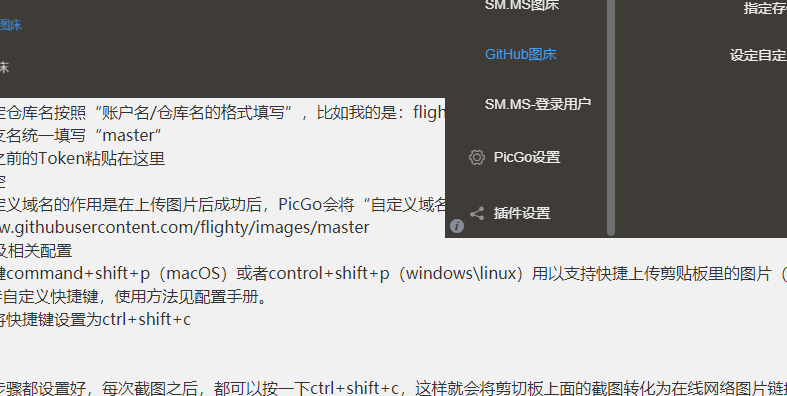 图床
SM.MS图床
指定存
GitHub图床
设定自定义
SM.MS-登录用户
PicGo设置
插件设置
定仓库名按照“账户名/仓库名的格式填写”，比如我的是：fligh
支名统一填写“master”
之前的Token粘贴在这里
空
定义域名的作用是在上传图片后成功后，PicGo会将“自定义域名
w.githubusercontent.com/flighty/images/master
及相关配置
键command+shift+p（macOS）或者control+shift+p（windows\linux）用以支持快捷上传剪贴板里的图片（
自定义快捷键，使用方法见配置手册。
将快捷键设置为ctrl+shift+c
步骤都设置好，每次截图之后，都可以按一下ctrl+shift+c，这样就会将剪切板上面的截图转化为在线网络图片链接